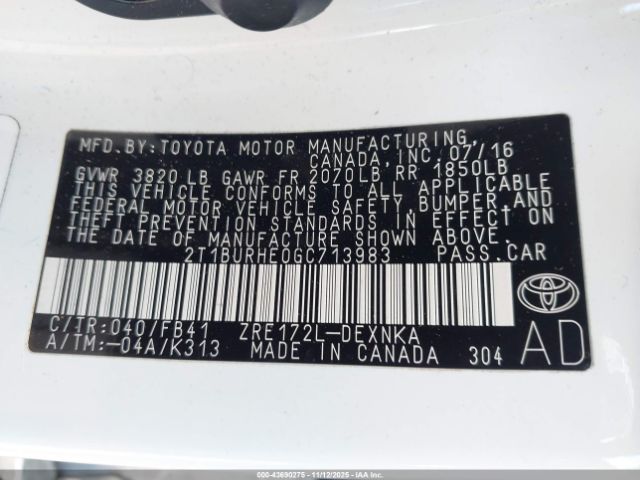 MFD. BY: TOYOTA MOTOR MANUFACTURING,
CANADA, INC. 07/16
GVWR 3820 LB GAWR FR 2070LB RR 1850LB
THIS VEHICLE CONFORMS TO ALL APPLICABLE
FEDERAL MOTOR VEHICLE SAFETY, BUMPER, AND
THEFT PREVENTION STANDARDS IN EFFECT ON
THE DATE OF MANUFACTURE SHOWN ABOVE.
2T1BURHE0GC713983 PASS. CAR
C/TR: 040/FB41 ZRE172L-DEXNKA
A/TM: -04A/K313 MADE IN CANADA 304
AD
000-43690275 - 11/12/2025 - IAAI.com